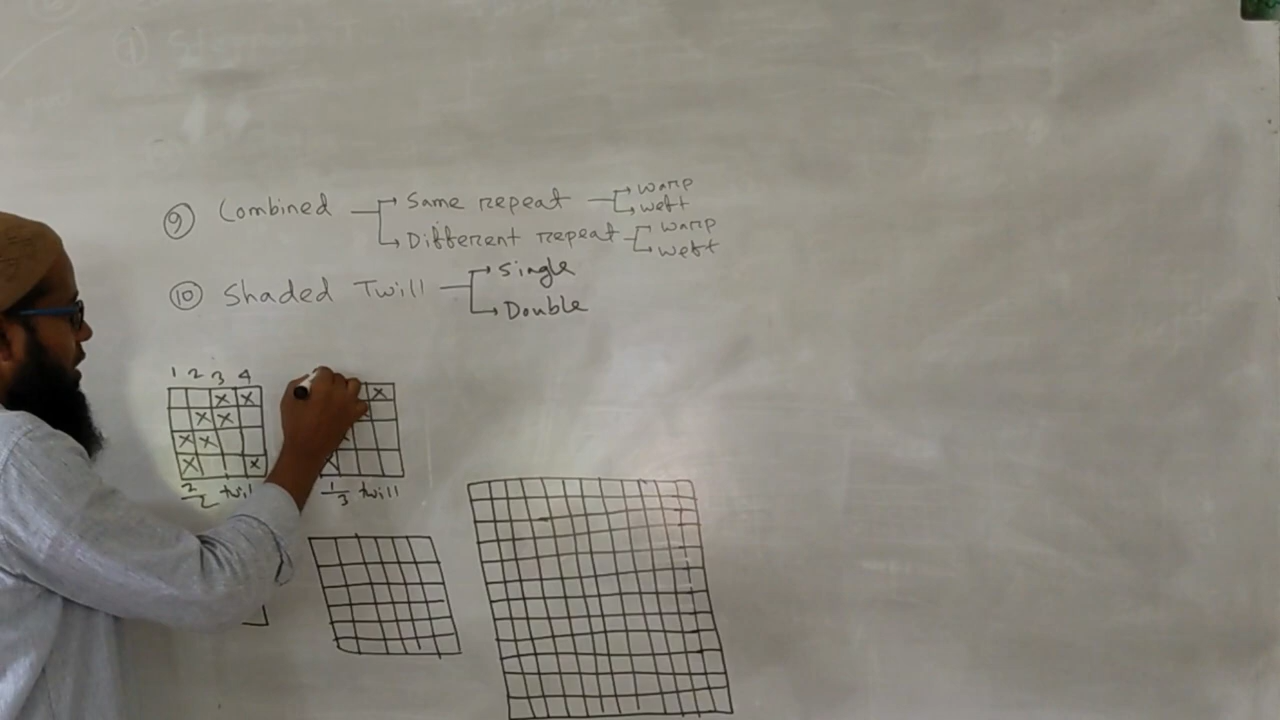 ⑨ Combined → Same repeat → warp
→ weft
→ Different repeat → warp
→ weft
⑩ Shaded Twill → Single
→ Double
1 2 3 4
X X X
X X
X X
X X
X
2/2 twil
1/3 twill